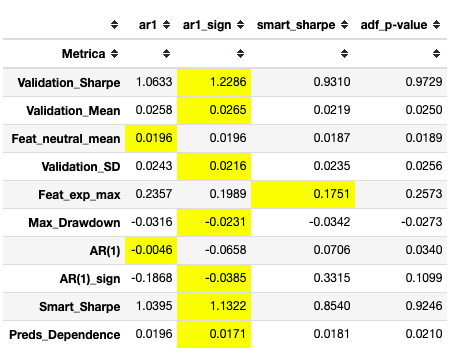 ar1 ar1_sign smart_sharpe adf_p-value
Metrica
Validation_Sharpe 1.0633 1.2286 0.9310 0.9729
Validation_Mean 0.0258 0.0265 0.0219 0.0250
Feat_neutral_mean 0.0196 0.0196 0.0187 0.0189
Validation_SD 0.0243 0.0216 0.0235 0.0256
Feat_exp_max 0.2357 0.1989 0.1751 0.2573
Max_Drawdown -0.0316 -0.0231 -0.0342 -0.0273
AR(1) -0.0046 -0.0658 0.0706 0.0340
AR(1)_sign -0.1868 -0.0385 0.3315 0.1099
Smart_Sharpe 1.0395 1.1322 0.8540 0.9246
Preds_Dependence 0.0196 0.0171 0.0181 0.0210